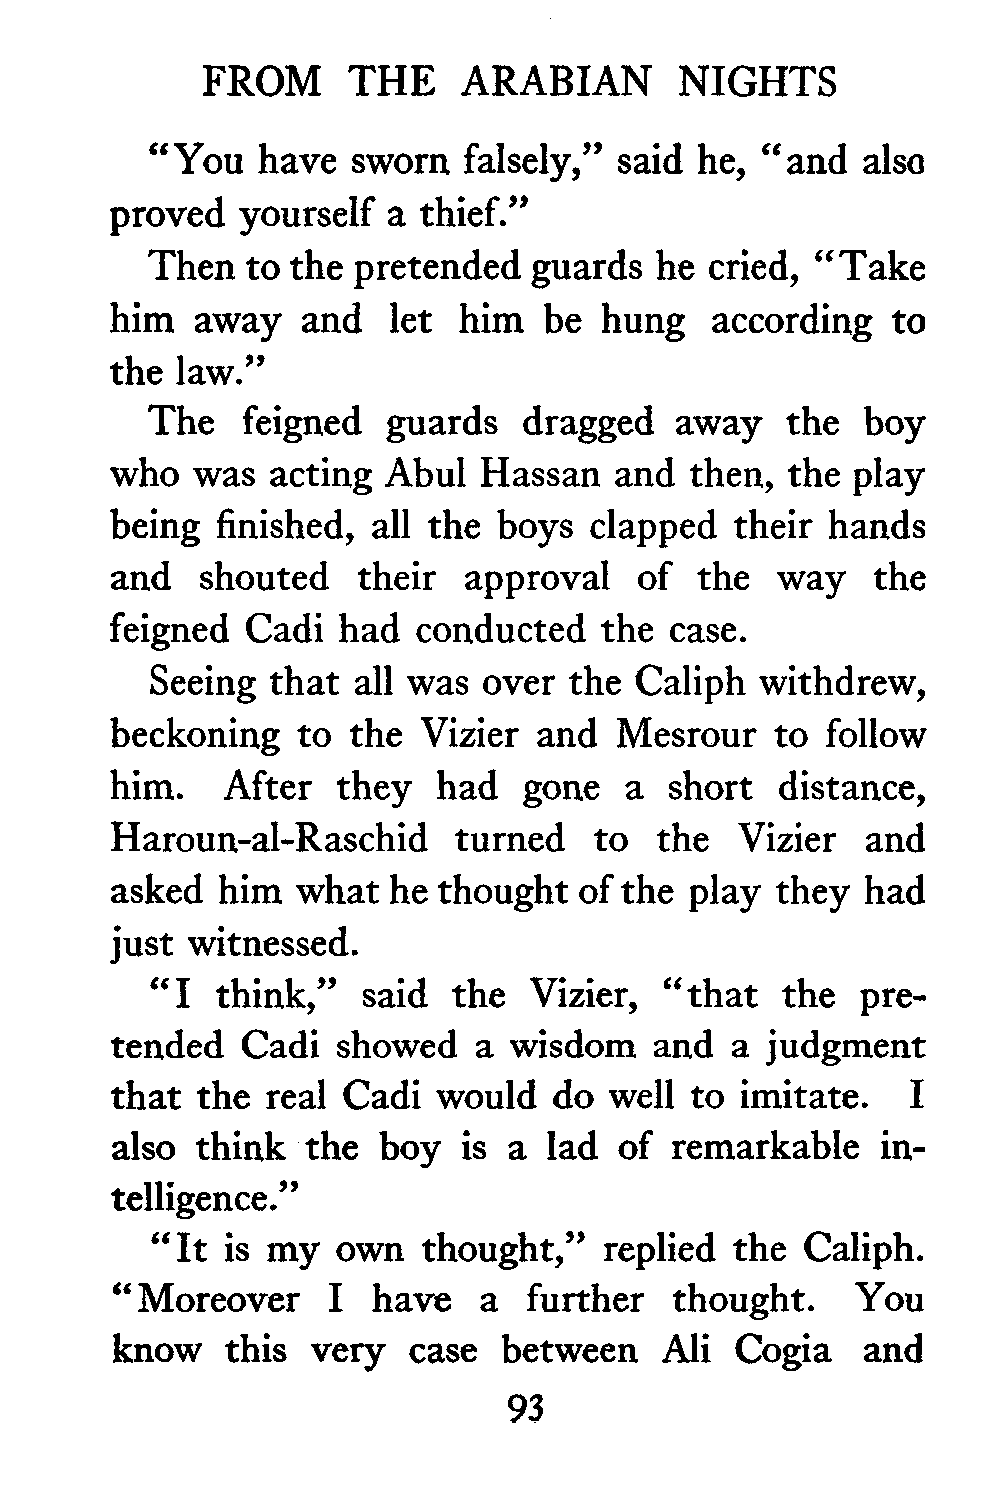 FROM THE ARABIAN NIGHTS
“You have sworn falsely,” said he, “and also
proved yourself a thief.”
Then to the pretended guards he cried, “Take
him away and let him be hung according to
the law.”
The feigned guards dragged away the boy
who was acting Abul Hassan and then, the play
being finished, all the boys clapped their hands
and shouted their approval of the way the
feigned Cadi had conducted the case.
Seeing that all was over the Caliph withdrew,
beckoning to the Vizier and Mesrour to follow
him. After they had gone a short distance,
Haroun-al-Raschid turned to the Vizier and
asked him what he thought of the play they had
just witnessed.
“I think,” said the Vizier, “that the pre-
tended Cadi showed a wisdom and a judgment
that the real Cadi would do well to imitate. I
also think the boy is a lad of remarkable in-
telligence.”
“It is my own thought,” replied the Caliph.
“Moreover I have a further thought. You
know this very case between Ali Cogia and
93